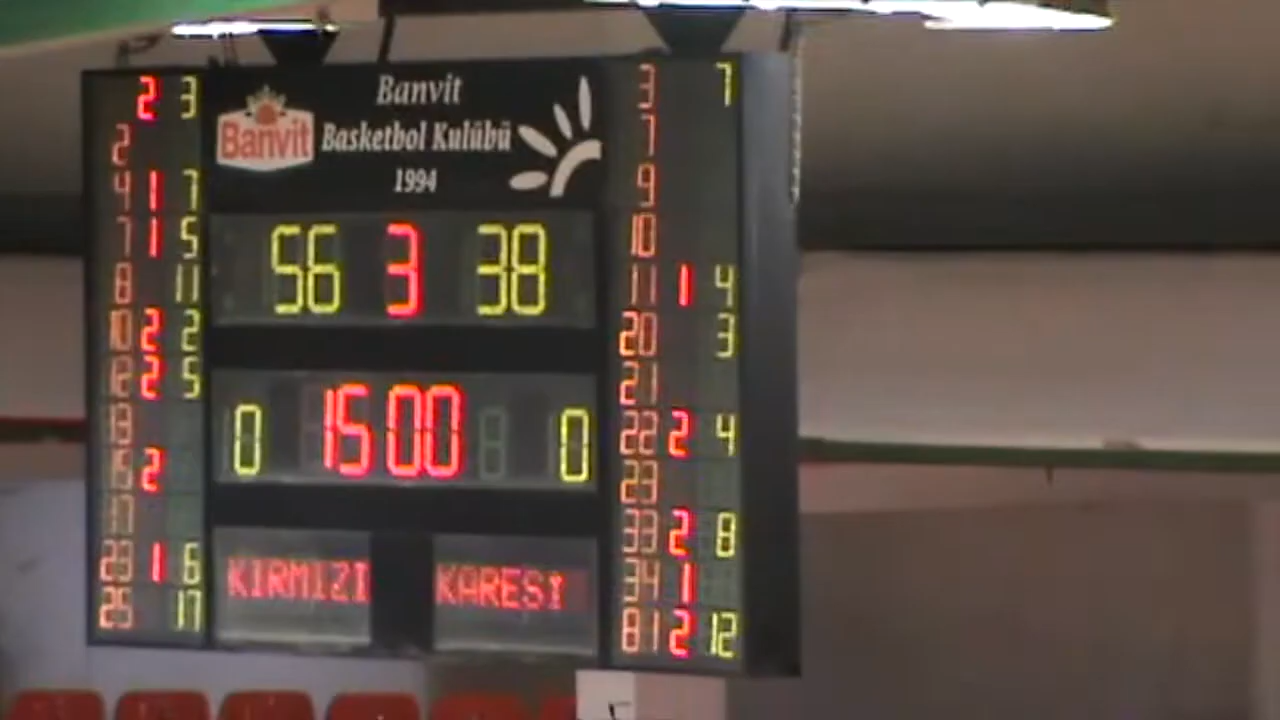 Banvit
Banvit
Basketbol Kulübü
1994
2 3
2
4 1 7
7 1 5
8 11
10 2 2
12 2 5
13
15 2
17
23 1 6
25 17
56 3 38
0 15 00 0
KIRMIZI KARESİ
3 7
7
9
10
11 1 4
20 3
21
22 2 4
23
33 2 8
34 1
81 2 12